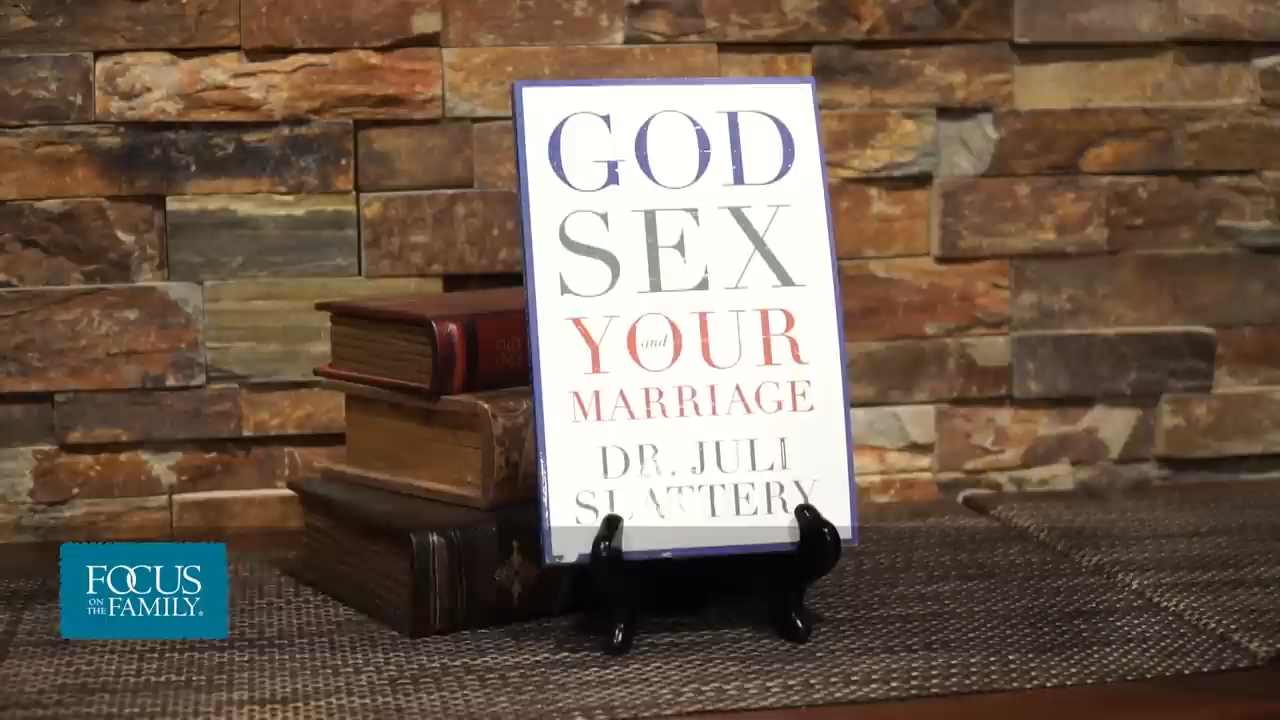 GOD
SEX
and
YOUR
MARRIAGE
DR. JULI
SLATTERY
FOCUS
ON THE
FAMILY®